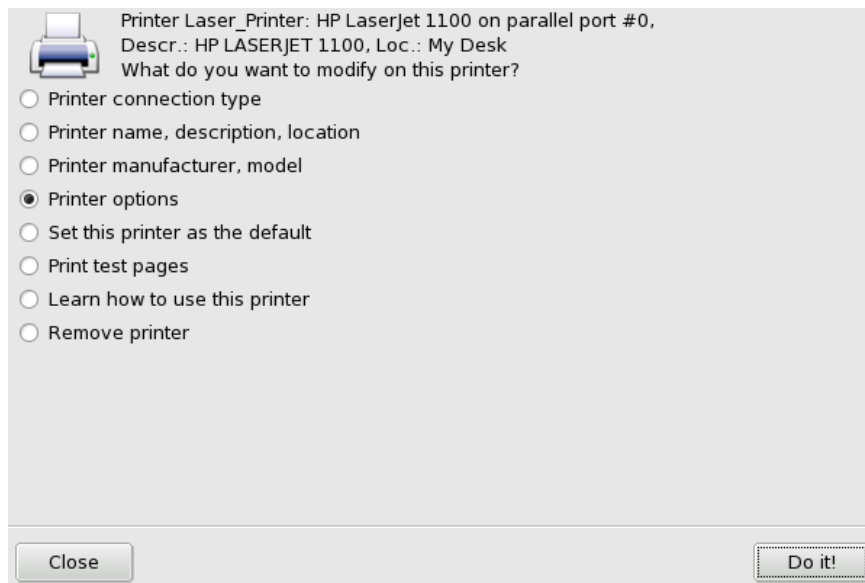 Printer Laser_Printer: HP LaserJet 1100 on parallel port #0,
Descr.: HP LASERJET 1100, Loc.: My Desk
What do you want to modify on this printer?
Printer connection type
Printer name, description, location
Printer manufacturer, model
Printer options
Set this printer as the default
Print test pages
Learn how to use this printer
Remove printer
Close
Do it!